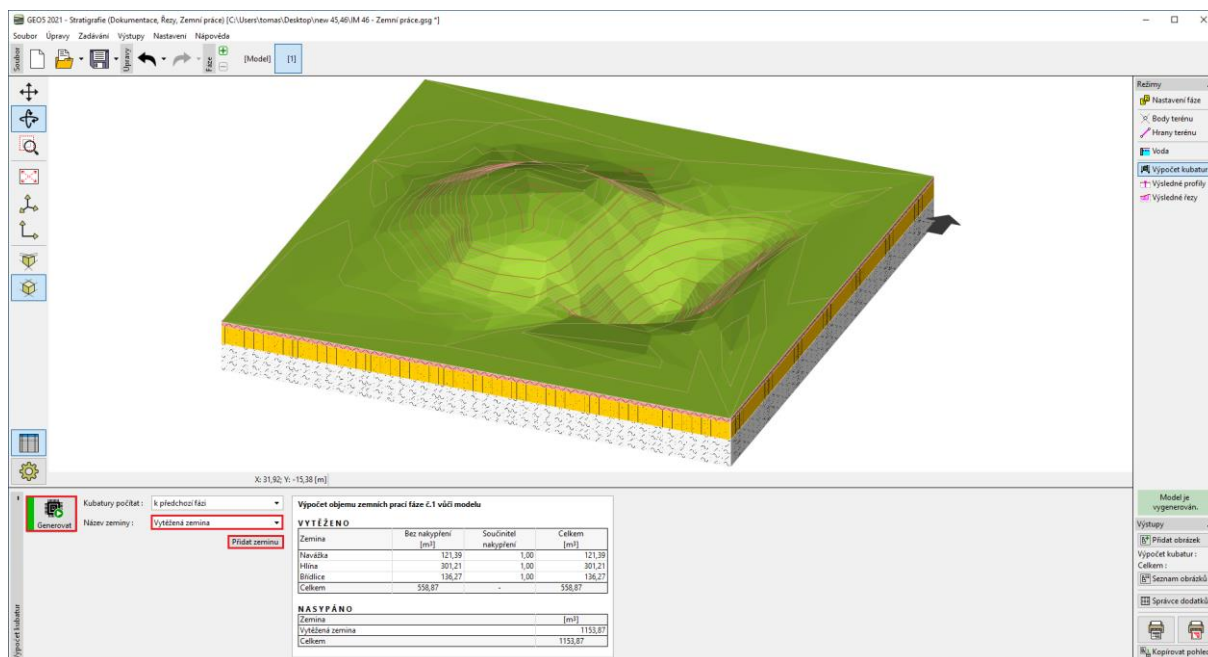 GEO5 2021 - Stratigrafie (Dokumentace, Řezy, Zemní práce) [C:\Users\tomas\Desktop\new 45,46\IM 46 - Zemní práce.gsg *]
Soubor Úpravy Zadávání Výstupy Nastavení Nápověda
Soubor
Úpravy
Fáze
[Model] [1]
Režimy
Nastavení fáze
Body terénu
Hrany terénu
Voda
Výpočet kubatur
Výsledné profily
Výsledné řezy
X: 31,92; Y: -15,38 [m]
Výpočet kubatur
Generovat
Kubatury počítat : k předchozí fázi
Název zeminy : Vytěžená zemina
Přidat zeminu
Výpočet objemu zemních prací fáze č.1 vůči modelu
VYTĚŽENO
Zemina Bez nakypření [m³] Součinitel nakypření Celkem [m³]
Navážka 121,39 1,00 121,39
Hlína 301,21 1,00 301,21
Břidlice 136,27 1,00 136,27
Celkem 558,87 - 558,87
NASYPÁNO
Zemina [m³]
Vytěžená zemina 1153,87
Celkem 1153,87
Model je
vygenerován.
Výstupy
Přidat obrázek
Výpočet kubatur :
Celkem :
Seznam obrázků
Správce dodatků
Kopírovat pohled